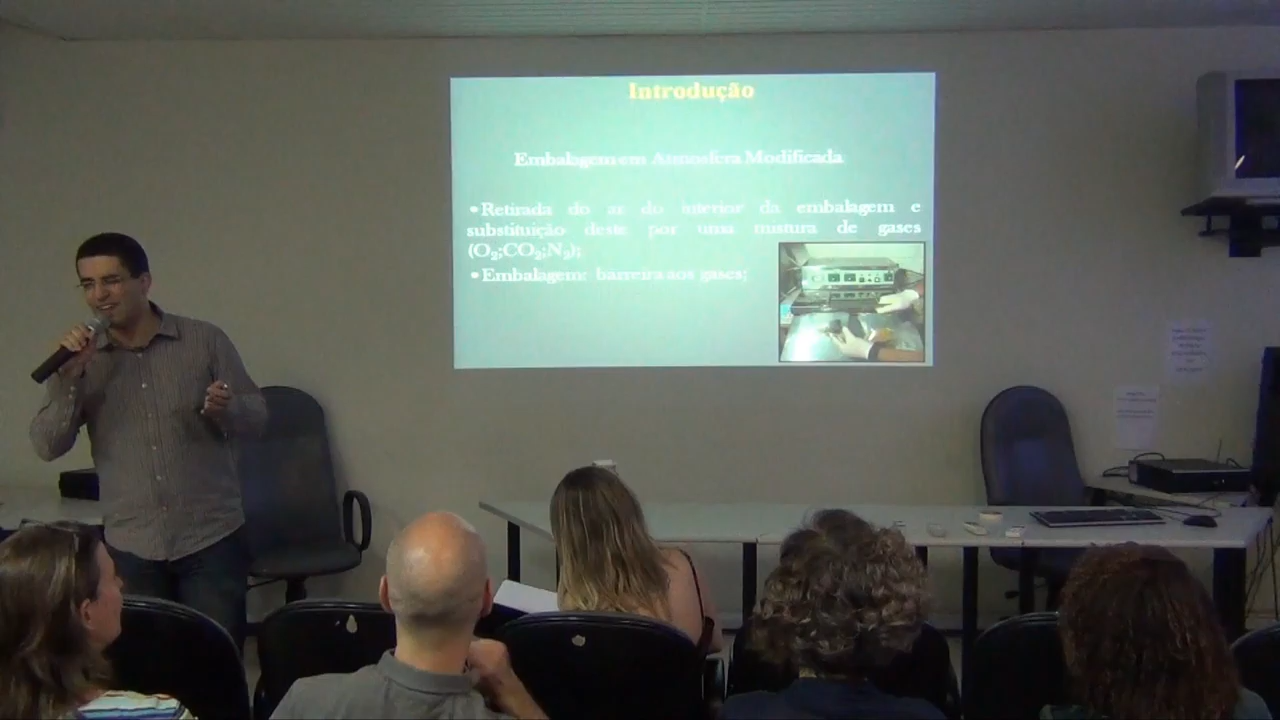 Introdução
Embalagem em Atmosfera Modificada
•Retirada do ar do interior da embalagem e
substituição deste por uma mistura de gases
(O₂;CO₂;N₂);
•Embalagem: barreira aos gases;